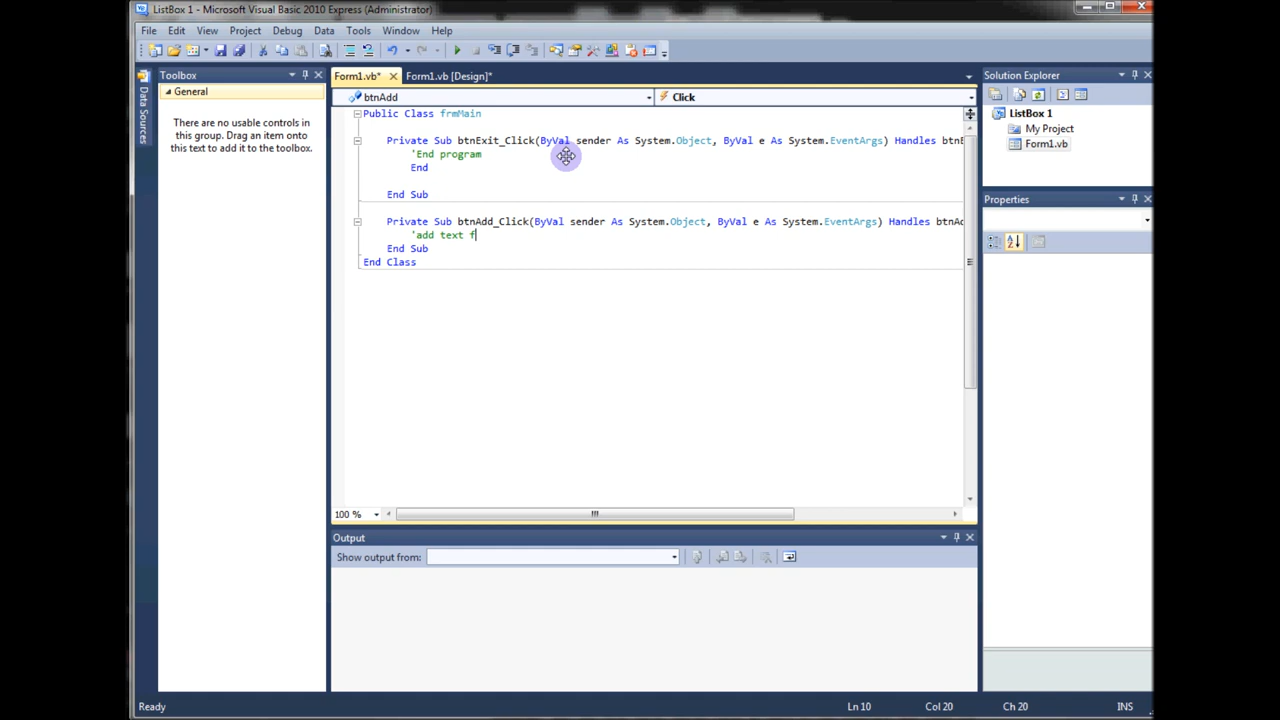 ListBox 1 - Microsoft Visual Basic 2010 Express (Administrator)
File Edit View Project Debug Data Tools Window Help
Toolbox
General
There are no usable controls in
this group. Drag an item onto
this text to add it to the toolbox.
Data Sources
Form1.vb* Form1.vb [Design]*
btnAdd Click
Public Class frmMain
Private Sub btnExit_Click(ByVal sender As System.Object, ByVal e As System.EventArgs) Handles
'End program
End
End Sub
Private Sub btnAdd_Click(ByVal sender As System.Object, ByVal e As System.EventArgs) Handles
'add text f
End Sub
End Class
100 %
Output
Show output from:
Solution Explorer
ListBox 1
My Project
Form1.vb
Properties
Ready Ln 10 Col 20 Ch 20 INS